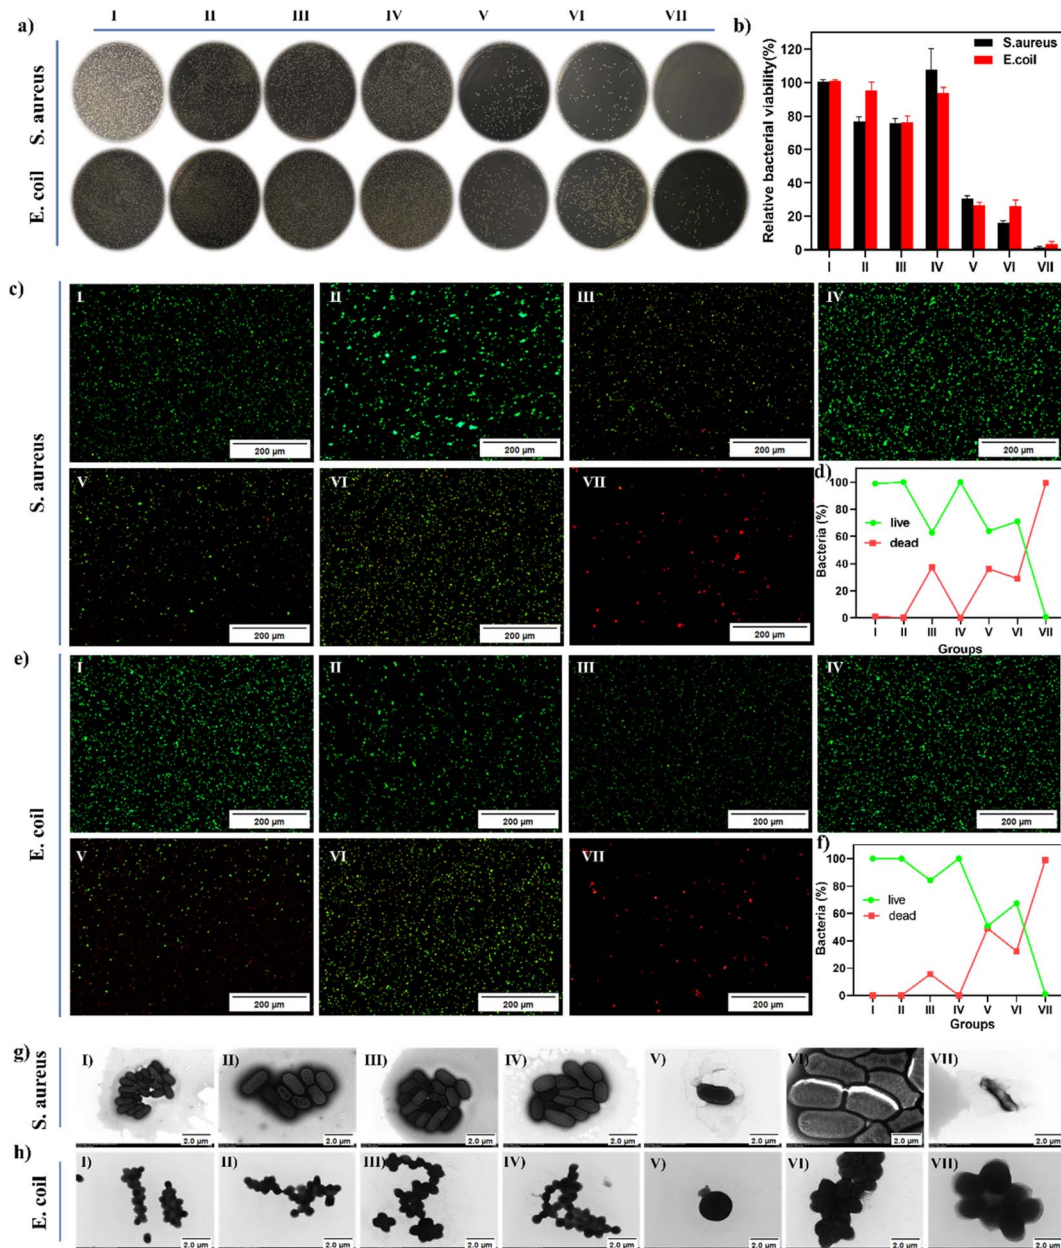 a) I II III IV V VI VII
S. aureus
E. coil
b)
Relative bacterial viability(%)
120
100
80
60
40
20
0
S.aureus
E.coil
I II III IV V VI VII
c)
S. aureus
I II III IV
200 µm 200 µm 200 µm 200 µm
V VI VII
200 µm 200 µm 200 µm
d)
Bacteria (%)
100
80
60
40
20
0
live
dead
I II III IV V VI VII
Groups
e)
E. coil
I II III IV
200 µm 200 µm 200 µm 200 µm
V VI VII
200 µm 200 µm 200 µm
f)
Bacteria (%)
100
80
60
40
20
0
live
dead
I II III IV V VI VII
Groups
g)
S. aureus
I) II) III) IV) V) VI) VII)
2.0 µm 2.0 µm 2.0 µm 2.0 µm 2.0 µm 2.0 µm 2.0 µm
h)
E. coil
I) II) III) IV) V) VI) VII)
2.0 µm 2.0 µm 2.0 µm 2.0 µm 2.0 µm 2.0 µm 2.0 µm